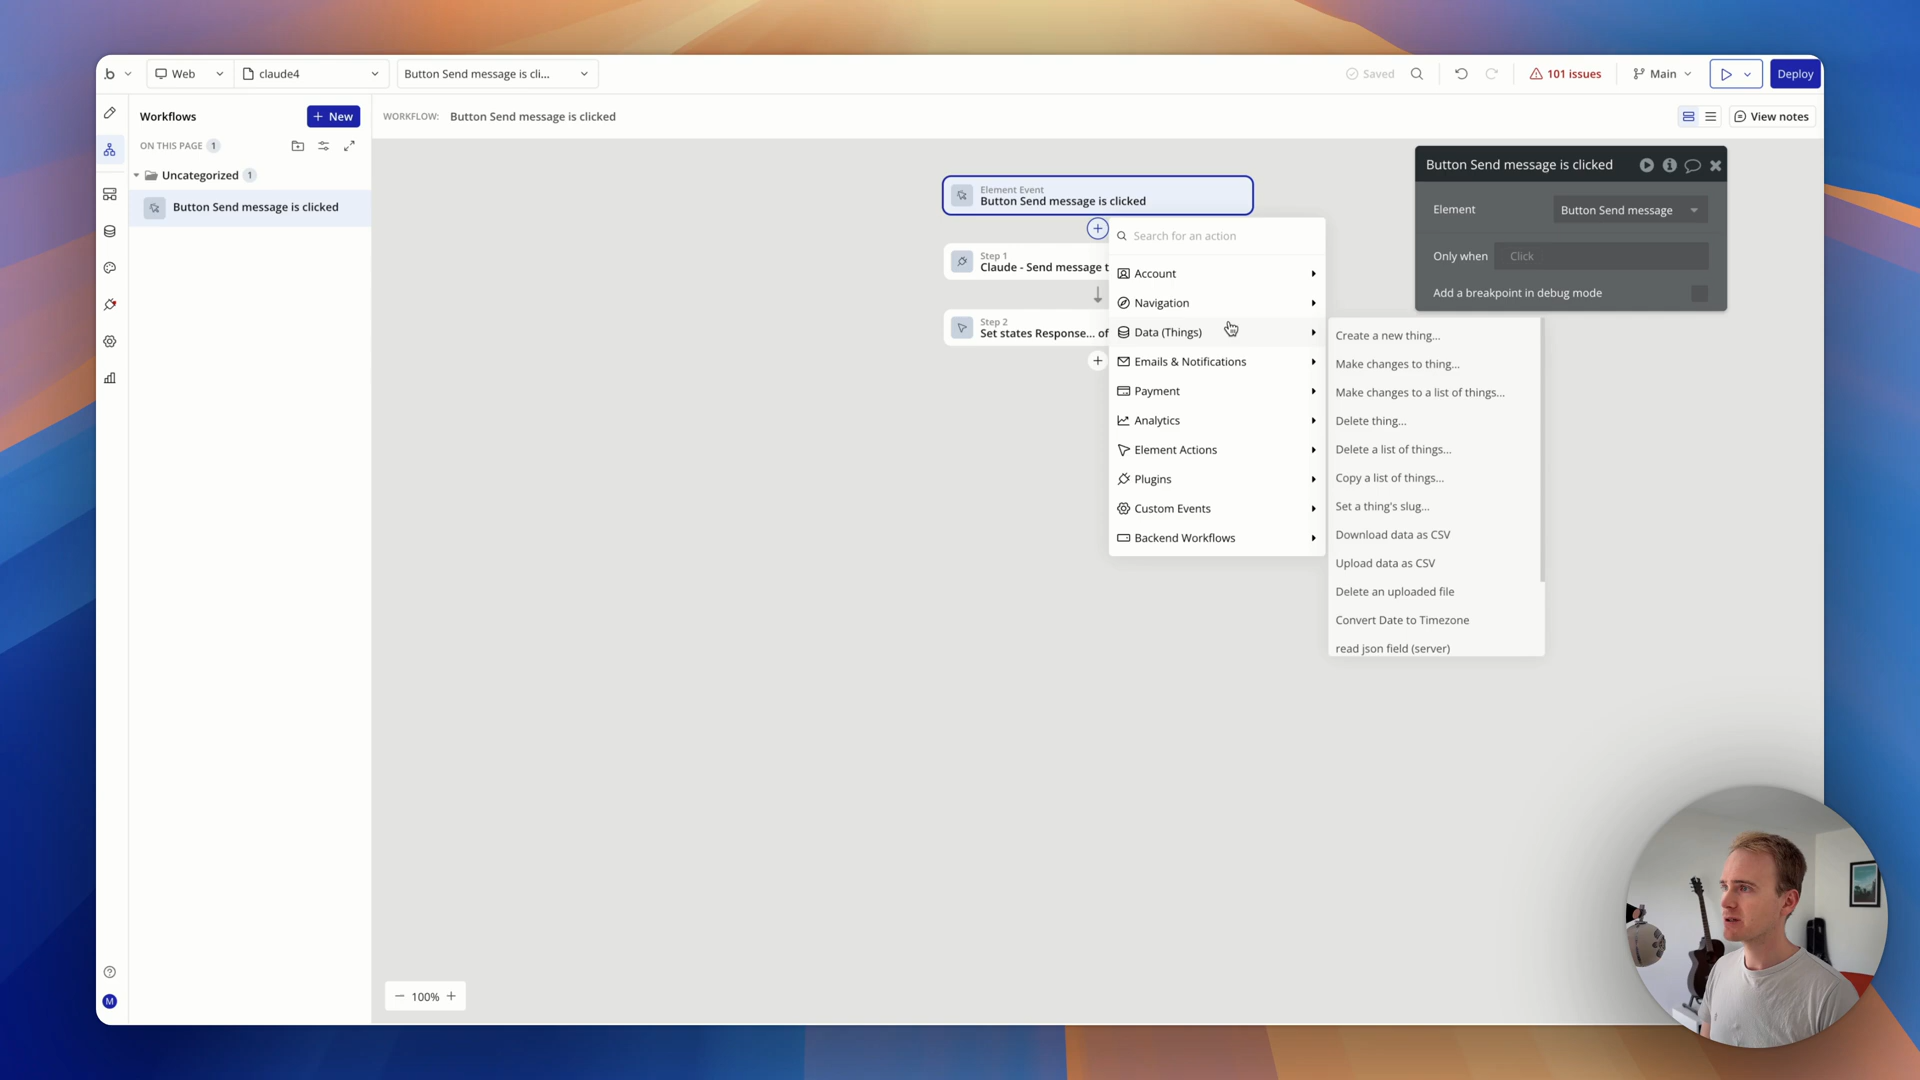 b
Web
claude4
Button Send message is cli...
Saved
101 issues
Main
Deploy
Workflows
+ New
WORKFLOW:
Button Send message is clicked
View notes
ON THIS PAGE 1
Uncategorized 1
Button Send message is clicked
Element Event
Button Send message is clicked
Step 1
Claude - Send message t
Step 2
Set states Response... of
Search for an action
Account
Navigation
Data (Things)
Emails & Notifications
Payment
Analytics
Element Actions
Plugins
Custom Events
Backend Workflows
Create a new thing...
Make changes to thing...
Make changes to a list of things...
Delete thing...
Delete a list of things...
Copy a list of things...
Set a thing's slug...
Download data as CSV
Upload data as CSV
Delete an uploaded file
Convert Date to Timezone
read json field (server)
Button Send message is clicked
Element
Button Send message
Only when
Click
Add a breakpoint in debug mode
M
100%